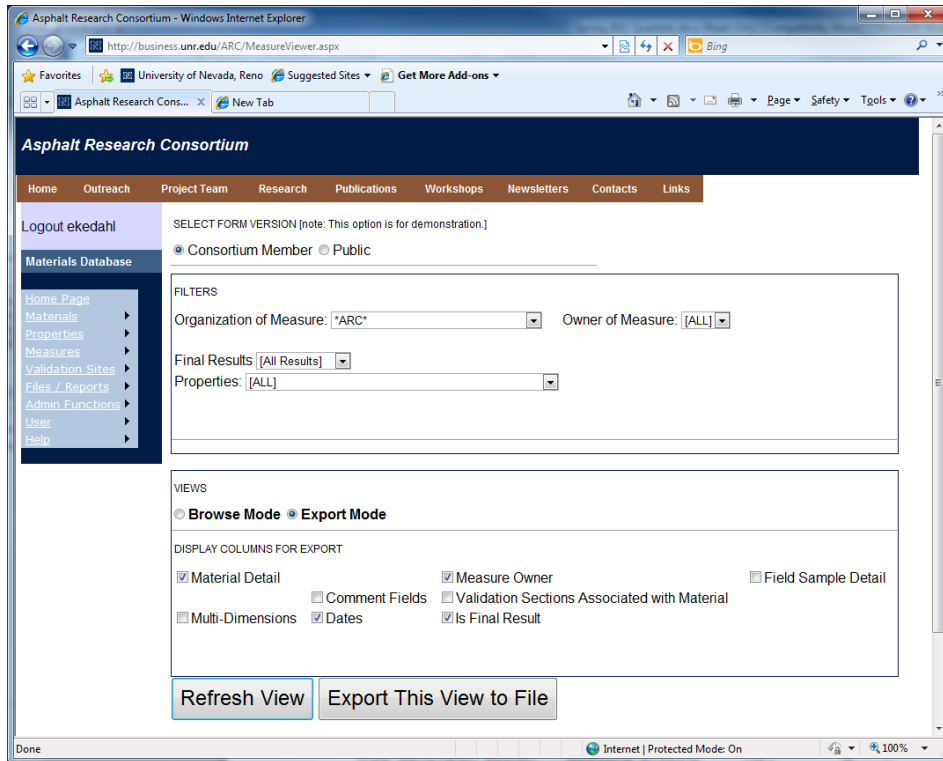 Asphalt Research Consortium - Windows Internet Explorer
http://business.unr.edu/ARC/MeasureViewer.aspx
Bing
Favorites University of Nevada, Reno Suggested Sites Get More Add-ons
Asphalt Research Cons... X New Tab
Page Safety Tools
Asphalt Research Consortium
Home Outreach Project Team Research Publications Workshops Newsletters Contacts Links
Logout ekedahl
Materials Database
Home Page
Materials
Properties
Measures
Validation Sites
Files / Reports
Admin Functions
User
Help
SELECT FORM VERSION [note: This option is for demonstration.]
Consortium Member Public
FILTERS
Organization of Measure: *ARC* Owner of Measure: [ALL]
Final Results [All Results]
Properties: [ALL]
VIEWS
Browse Mode Export Mode
DISPLAY COLUMNS FOR EXPORT
Material Detail Measure Owner Field Sample Detail
Comment Fields Validation Sections Associated with Material
Multi-Dimensions Dates Is Final Result
Refresh View Export This View to File
Done Internet | Protected Mode: On 100%